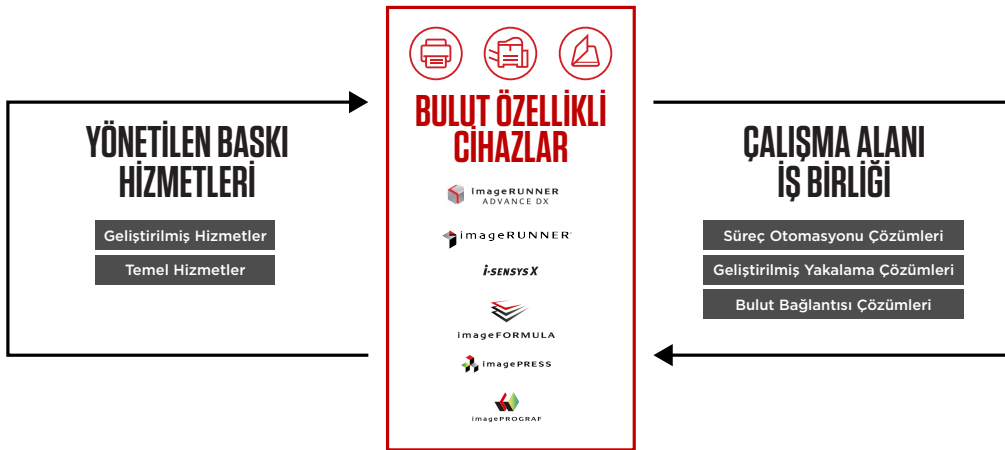 YÖNETİLEN BASKI
HİZMETLERİ
Geliştirilmiş Hizmetler
Temel Hizmetler
BULUT ÖZELLİKLİ
CİHAZLAR
imageRUNNER
ADVANCE DX
imageRUNNER
i-SENSYS X
imageFORMULA
imagePRESS
imagePROGRAF
ÇALIŞMA ALANI
İŞ BİRLİĞİ
Süreç Otomasyonu Çözümleri
Geliştirilmiş Yakalama Çözümleri
Bulut Bağlantısı Çözümleri